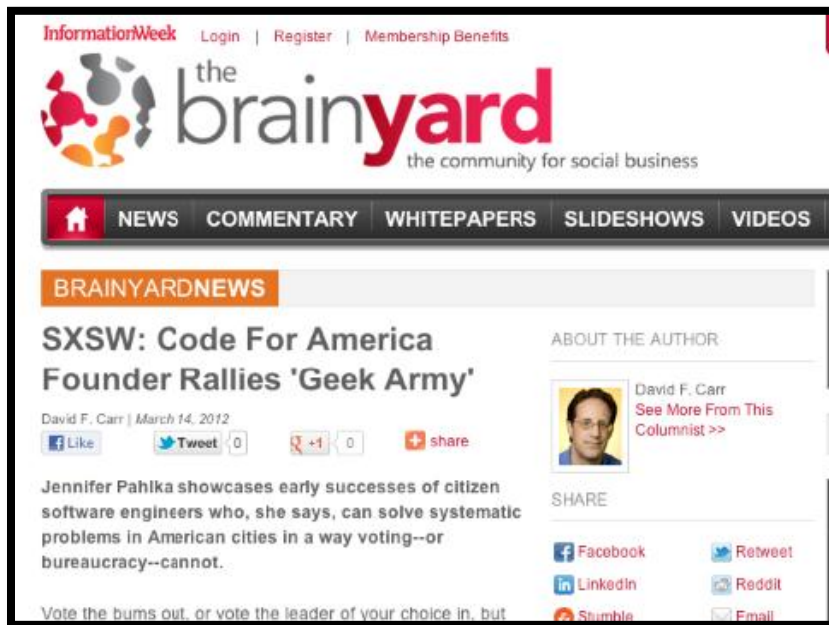 InformationWeek Login | Register | Membership Benefits
the
brainyard
the community for social business
NEWS COMMENTARY WHITEPAPERS SLIDESHOWS VIDEOS
BRAINYARDNEWS
SXSW: Code For America
Founder Rallies 'Geek Army'
David F. Carr | March 14, 2012
Like Tweet 0 +1 0 share
Jennifer Pahlka showcases early successes of citizen
software engineers who, she says, can solve systematic
problems in American cities in a way voting--or
bureaucracy--cannot.
Vote the bums out, or vote the leader of your choice in, but
ABOUT THE AUTHOR
David F. Carr
See More From This
Columnist >>
SHARE
Facebook Retweet
LinkedIn Reddit
Stumble Email